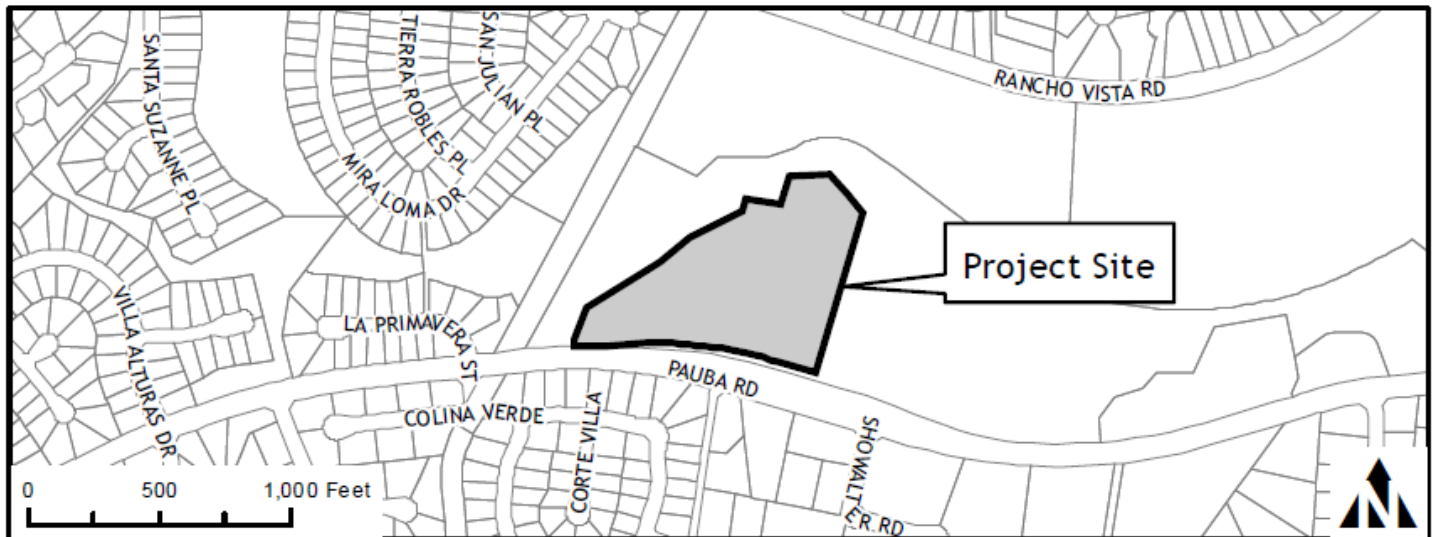 SANTA SUZANNE PL
TIERRA ROBLES PL
SAN JULIAN PL
MIRA LOMA DR
RANCHO VISTA RD
Project Site
VILLA ALTURAS DR
LA PRIMAVERA ST
PAUBA RD
COLINA VERDE
CORTE VILLA
SHOWALTER RD
0 500 1,000 Feet
N